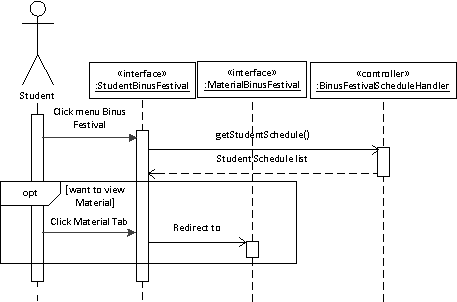 «interface»
:StudentBinusFestival
«interface»
:MaterialBinusFestival
«controller»
:BinusFestivalScheduleHandler
Student
Click menu Binus
Festival
getStudentSchedule()
Student Schedule list
opt
[want to view
Material]
Click Material Tab
Redirect to